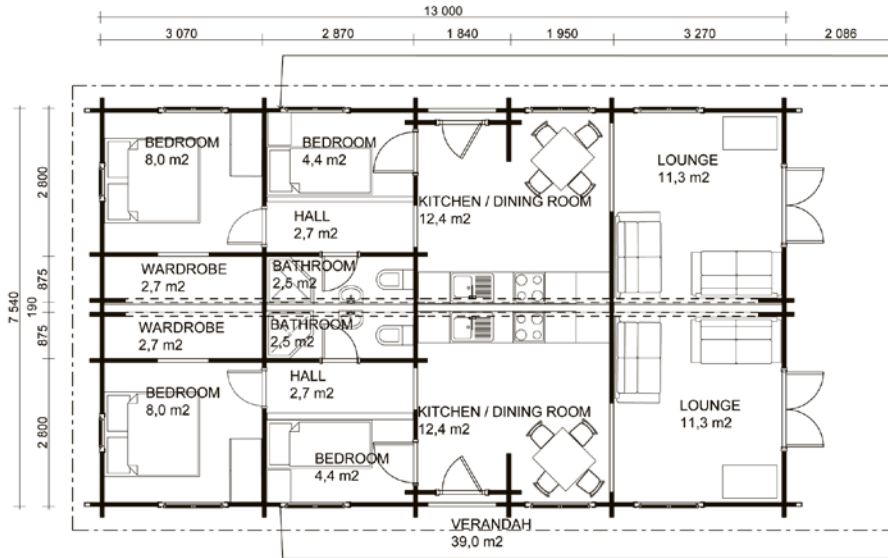 13 000
3 070
2 870
1 840
1 950
3 270
2 086
7 540
2 800
875
190
875
2 800
BEDROOM
8,0 m2
BEDROOM
4,4 m2
HALL
2,7 m2
KITCHEN / DINING ROOM
12,4 m2
LOUNGE
11,3 m2
WARDROBE
2,7 m2
BATHROOM
2,5 m2
WARDROBE
2,7 m2
BATHROOM
2,5 m2
HALL
2,7 m2
BEDROOM
8,0 m2
BEDROOM
4,4 m2
KITCHEN / DINING ROOM
12,4 m2
LOUNGE
11,3 m2
VERANDAH
39,0 m2